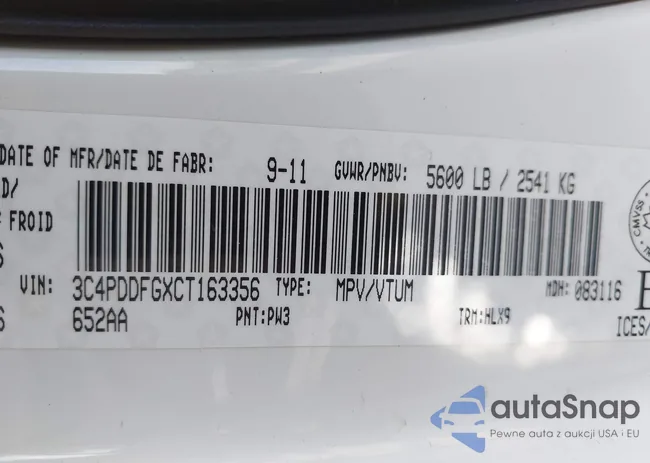 DATE OF MFR/DATE DE FABR: 9-11 GVWR/PNBV: 5600 LB / 2541 KG
FROID
VIN: 3C4PDDFGXCT163356 TYPE: MPV/VTUM MDH: 083116
652AA PNT:PW3 TRM:HLX9 ICES/
CMVSS
autaSnap
Pewne auta z aukcji USA i EU